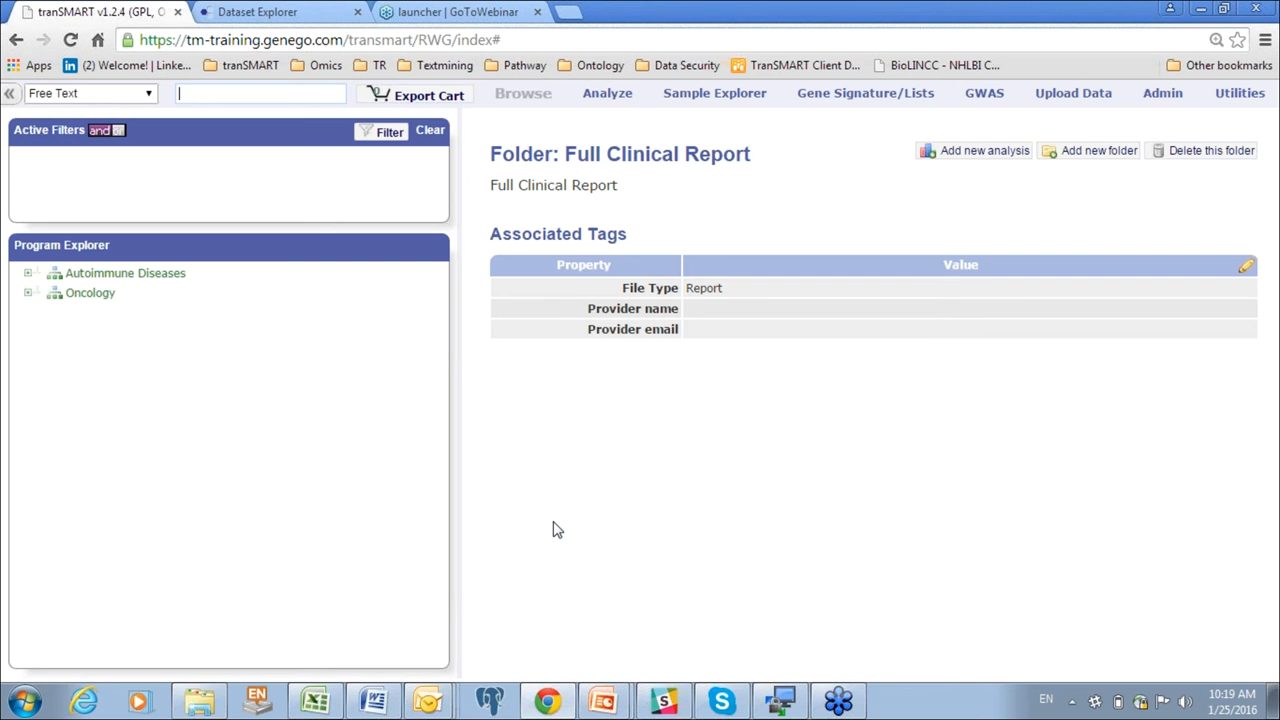 tranSMART v1.2.4 (GPL, O
Dataset Explorer
launcher | GoToWebinar
https://tm-training.genego.com/transmart/RWG/index#
Apps
(2) Welcome! | Linke...
tranSMART
Omics
TR
Textmining
Pathway
Ontology
Data Security
TranSMART Client D...
BioLINCC - NHLBI C...
Other bookmarks
Free Text
Export Cart
Browse
Analyze
Sample Explorer
Gene Signature/Lists
GWAS
Upload Data
Admin
Utilities
Active Filters and or
Filter
Clear
Program Explorer
Autoimmune Diseases
Oncology
Folder: Full Clinical Report
Add new analysis
Add new folder
Delete this folder
Full Clinical Report
Associated Tags
Property Value
File Type Report
Provider name
Provider email
EN
EN
10:19 AM
1/25/2016